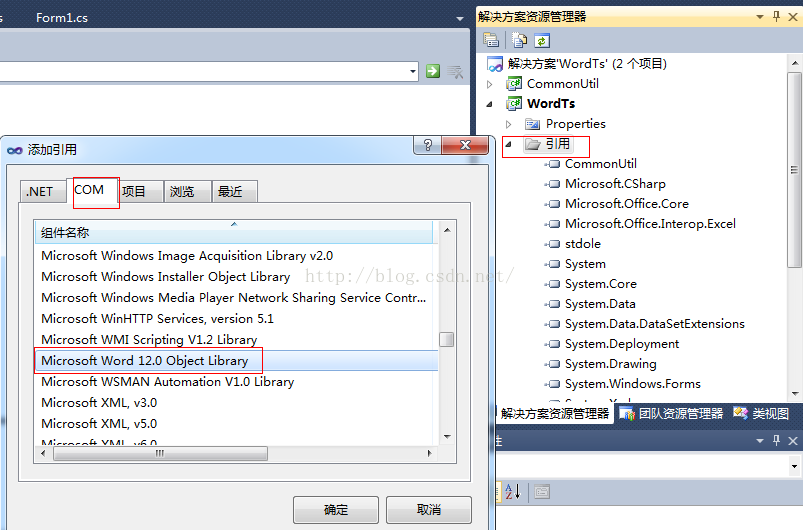 Form1.cs
解决方案资源管理器
解决方案'WordTs' (2 个项目)
CommonUtil
WordTs
Properties
引用
CommonUtil
Microsoft.CSharp
Microsoft.Office.Core
Microsoft.Office.Interop.Excel
stdole
System
System.Core
System.Data
System.Data.DataSetExtensions
System.Deployment
System.Drawing
System.Windows.Forms
解决方案资源管理器
团队资源管理器
类视图
性
添加引用
.NET
COM
项目
浏览
最近
组件名称
Microsoft Windows Image Acquisition Library v2.0
Microsoft Windows Installer Object Library
Microsoft Windows Media Player Network Sharing Service Contr...
Microsoft WinHTTP Services, version 5.1
Microsoft WMI Scripting V1.2 Library
Microsoft Word 12.0 Object Library
Microsoft WSMAN Automation V1.0 Library
Microsoft XML, v3.0
Microsoft XML, v5.0
Microsoft XML, v6.0
确定
取消
http://blog.csdn.net/